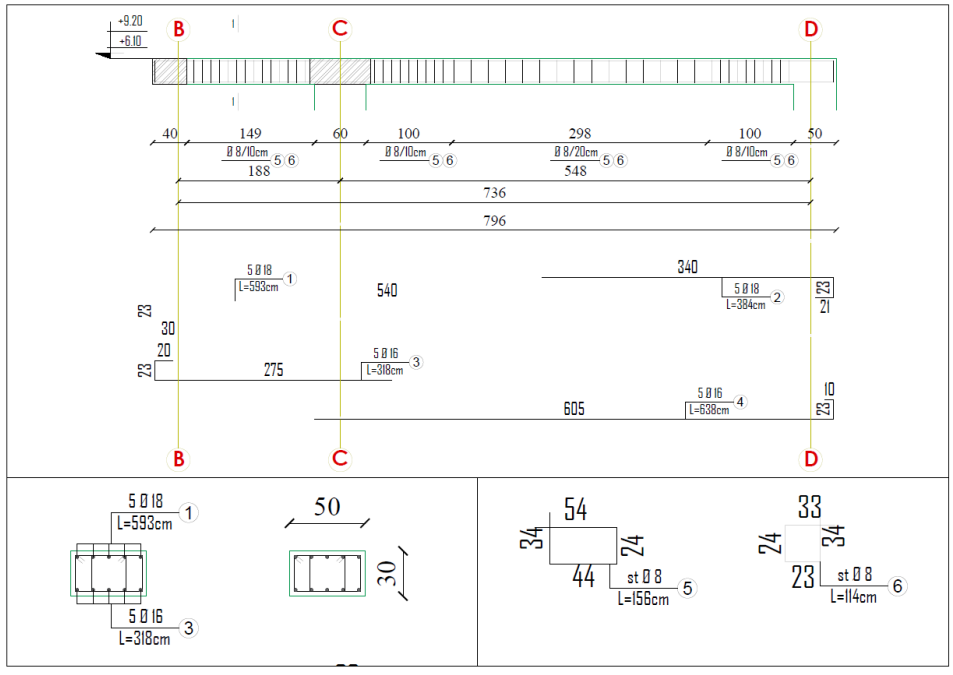 B
C
D
+9.20
+6.10
1
1
40 149 60 100 298 100 50
Ø 8/10cm 5 6
Ø 8/10cm 5 6
Ø 8/20cm 5 6
Ø 8/10cm 5 6
188 548
736
796
5 Ø 18
L=593cm 1
540
23
30
340
5 Ø 18
L=384cm 2
23
21
20
23
275
5 Ø 16
L=318cm 3
605
5 Ø 16
L=638cm 4
10
23
B
C
D
5 Ø 18
L=593cm 1
5 Ø 16
L=318cm 3
50
30
54
34
24
44
st Ø 8
L=156cm 5
33
24
34
23
st Ø 8
L=114cm 6